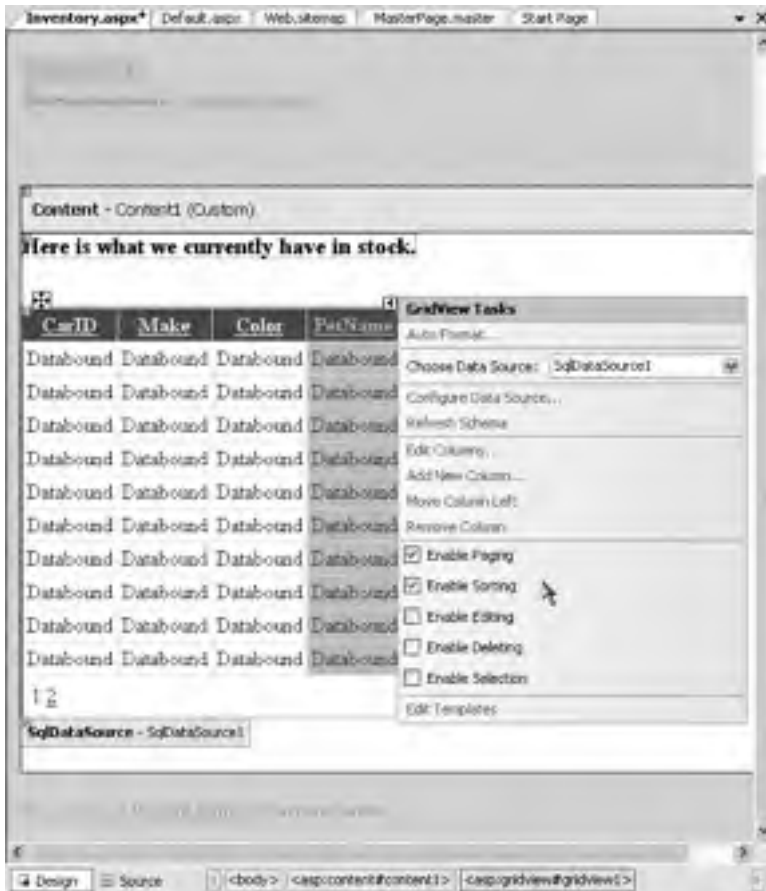 Inventory.aspx* Default.aspx Web.sitemap MasterPage.master Start Page
Content - Content1 (Custom)
Here is what we currently have in stock.
CarID Make Color PetName
Databound Databound Databound Databound
Databound Databound Databound Databound
Databound Databound Databound Databound
Databound Databound Databound Databound
Databound Databound Databound Databound
Databound Databound Databound Databound
Databound Databound Databound Databound
Databound Databound Databound Databound
Databound Databound Databound Databound
Databound Databound Databound Databound
1 2
GridView Tasks
Auto Format...
Choose Data Source: SqlDataSource1
Configure Data Source...
Refresh Schema
Edit Columns...
Add New Column...
Move Column Left
Remove Column
Enable Paging
Enable Sorting
Enable Editing
Enable Deleting
Enable Selection
Edit Templates
SqlDataSource - SqlDataSource1
Design Source <body> <asp:content#content1> <asp:gridview#gridview1>